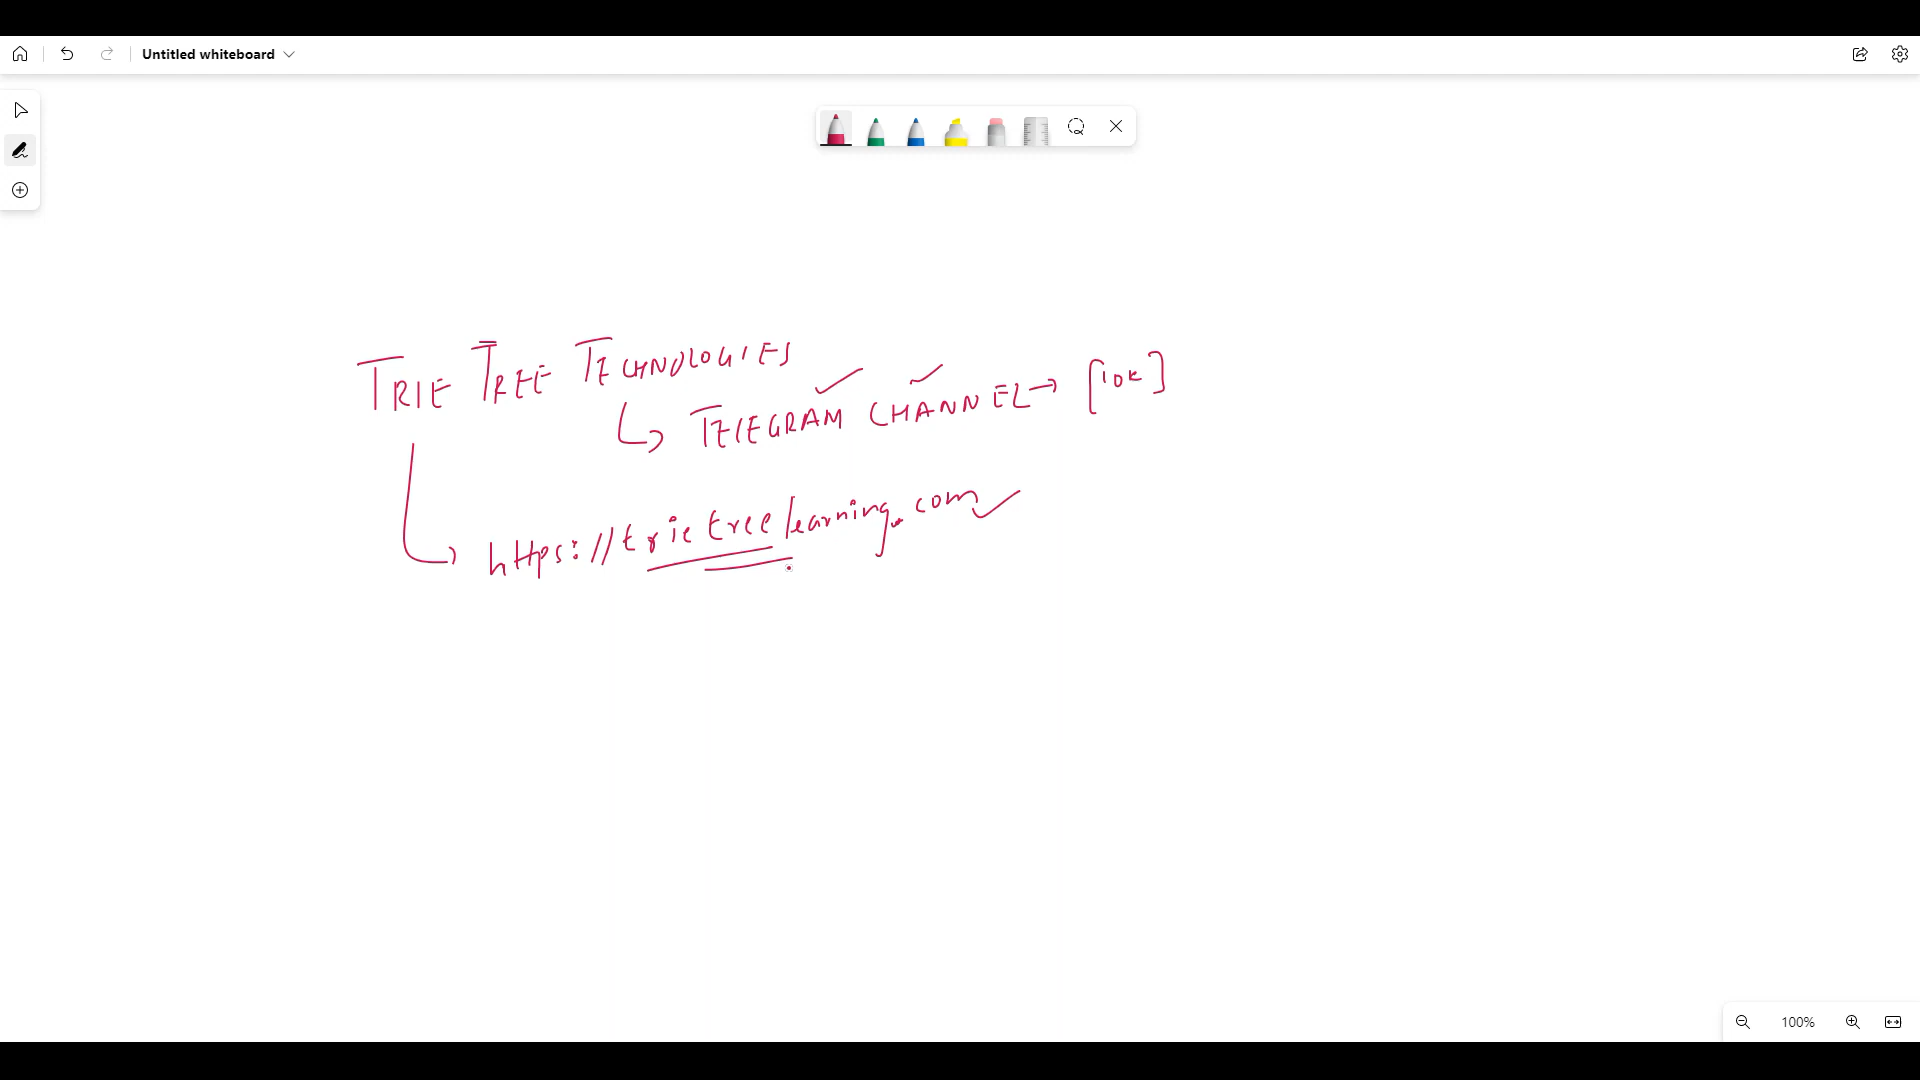 Untitled whiteboard
TRIE TREE TECHNOLOGIES
TELEGRAM CHANNEL → [10K]
https://trietreelearning.com
100%